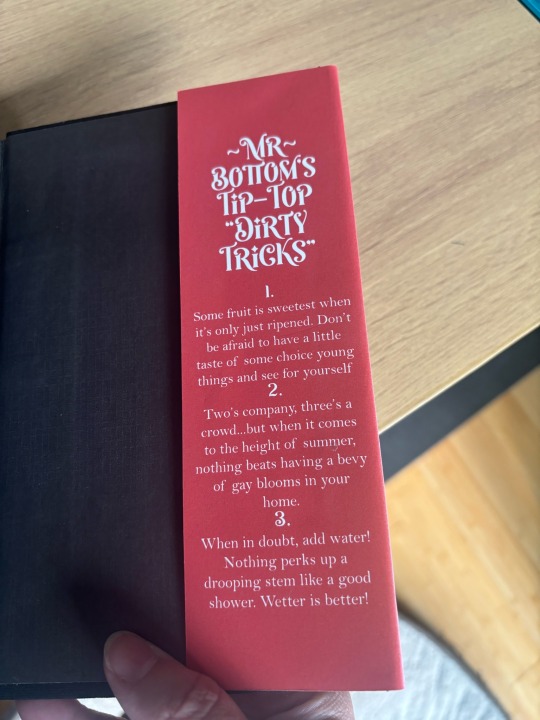 ~MR~
BOTTOM'S
TIP-TOP
"DIRTY
TRICKS"
1.
Some fruit is sweetest when
it's only just ripened. Don't
be afraid to have a little
taste of some choice young
things and see for yourself
2.
Two's company, three's a
crowd...but when it comes
to the height of summer,
nothing beats having a bevy
of gay blooms in your
home.
3.
When in doubt, add water!
Nothing perks up a
drooping stem like a good
shower. Wetter is better!